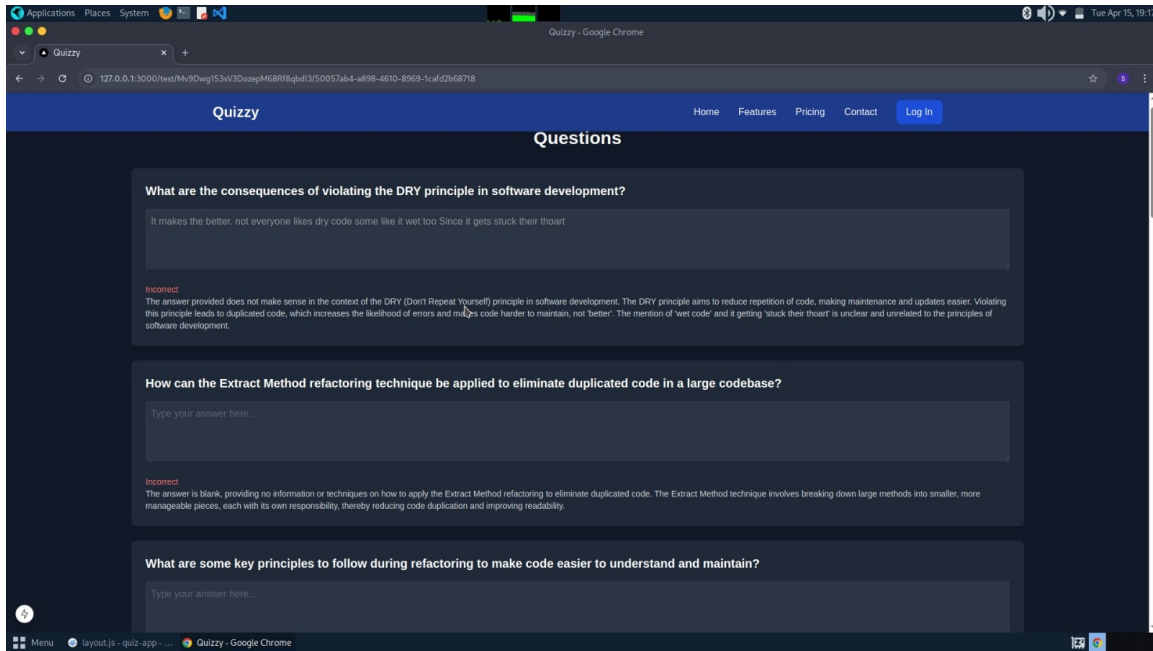 Applications Places System Tue Apr 15, 19:17
Quizzy - Google Chrome
Quizzy
127.0.0.1:3000/test/Mv9Dwg153sV3DozepM68Rf8qbdl3/50057ab4-a898-4610-8969-1cafd2b68718
S
Quizzy Home Features Pricing Contact Log In
Questions
What are the consequences of violating the DRY principle in software development?
It makes the better. not everyone likes dry code some like it wet too Since it gets stuck their thoart
Incorrect
The answer provided does not make sense in the context of the DRY (Don't Repeat Yourself) principle in software development. The DRY principle aims to reduce repetition of code, making maintenance and updates easier. Violating
this principle leads to duplicated code, which increases the likelihood of errors and makes code harder to maintain, not 'better'. The mention of 'wet code' and it getting 'stuck their thoart' is unclear and unrelated to the principles of
software development.
How can the Extract Method refactoring technique be applied to eliminate duplicated code in a large codebase?
Type your answer here...
Incorrect
The answer is blank, providing no information or techniques on how to apply the Extract Method refactoring to eliminate duplicated code. The Extract Method technique involves breaking down large methods into smaller, more
manageable pieces, each with its own responsibility, thereby reducing code duplication and improving readability.
What are some key principles to follow during refactoring to make code easier to understand and maintain?
Type your answer here...
Menu layout.js - quiz-app - ... Quizzy - Google Chrome